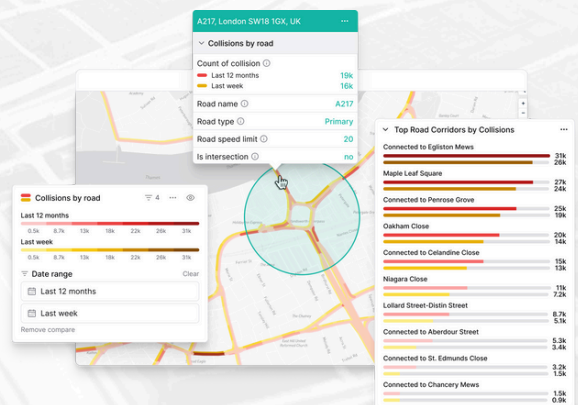 A217, London SW18 1GX, UK
Collisions by road
Count of collision
Last 12 months 19k
Last week 16k
Road name A217
Road type Primary
Road speed limit 20
Is intersection no
Collisions by road 4
Last 12 months
0.5k 8.7k 13k 18k 22k 26k 31k
Last week
0.5k 8.7k 13k 18k 22k 26k 31k
Date range Clear
Last 12 months
Last week
Remove compare
Top Road Corridors by Collisions
Connected to Egliston Mews
31k
26k
Maple Leaf Square
27k
24k
Connected to Penrose Grove
25k
19k
Oakham Close
20k
14k
Connected to Celandine Close
15k
13k
Niagara Close
11k
7.2k
Lollard Street-Distin Street
8.7k
5.1k
Connected to Aberdour Street
5.3k
3.4k
Connected to St. Edmunds Close
3.2k
1.5k
Connected to Chancery Mews
1.5k
0.9k